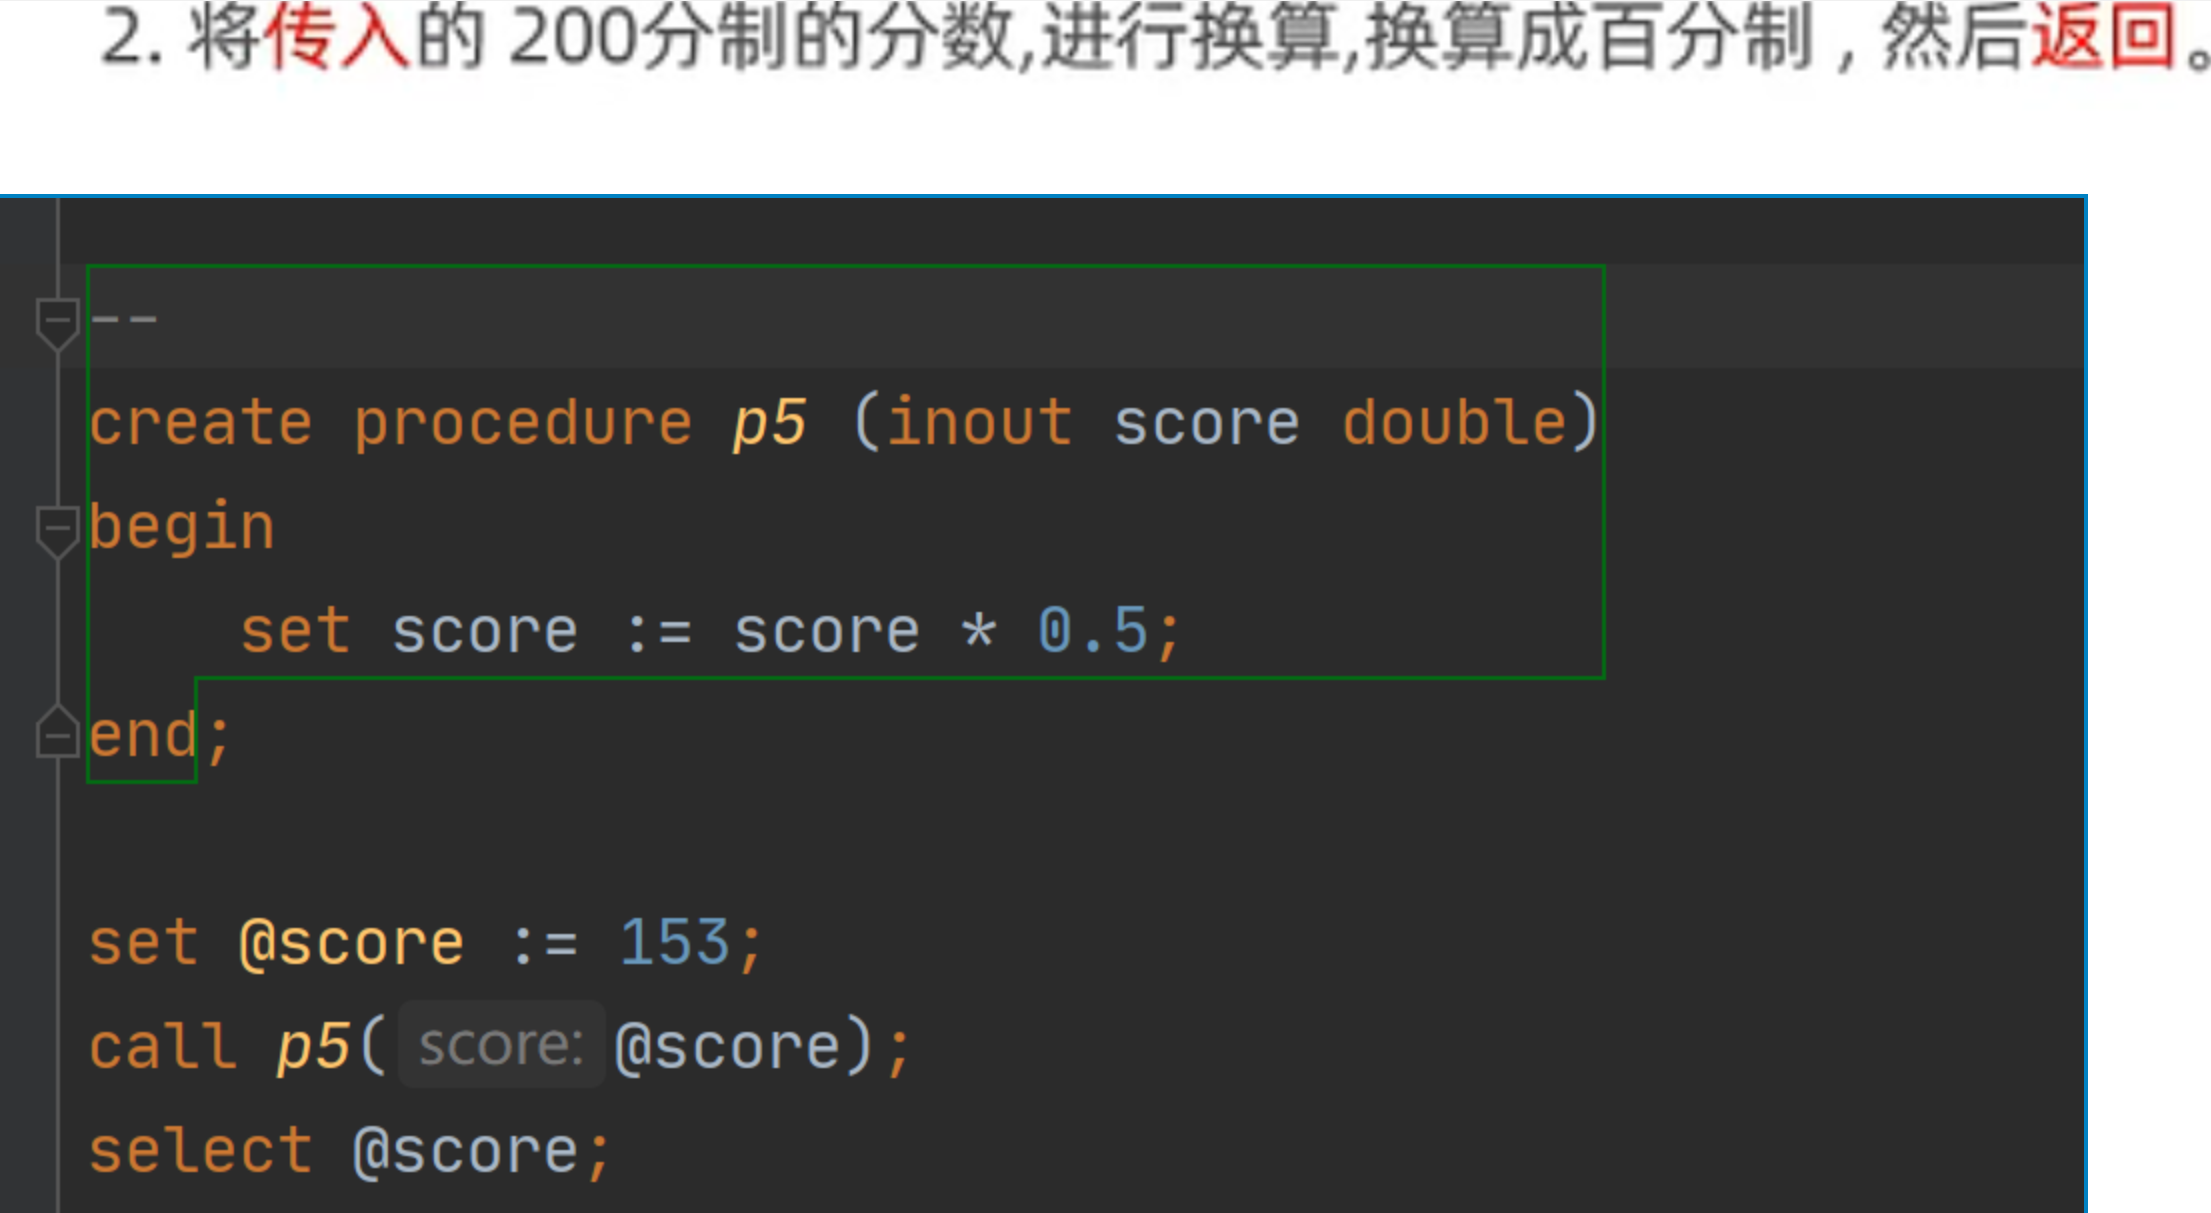 2. 将传入的 200分制的分数,进行换算,换算成百分制 , 然后返回。
--
create procedure p5 (inout score double)
begin
    set score := score * 0.5;
end;
set @score := 153;
call p5( score: @score);
select @score;